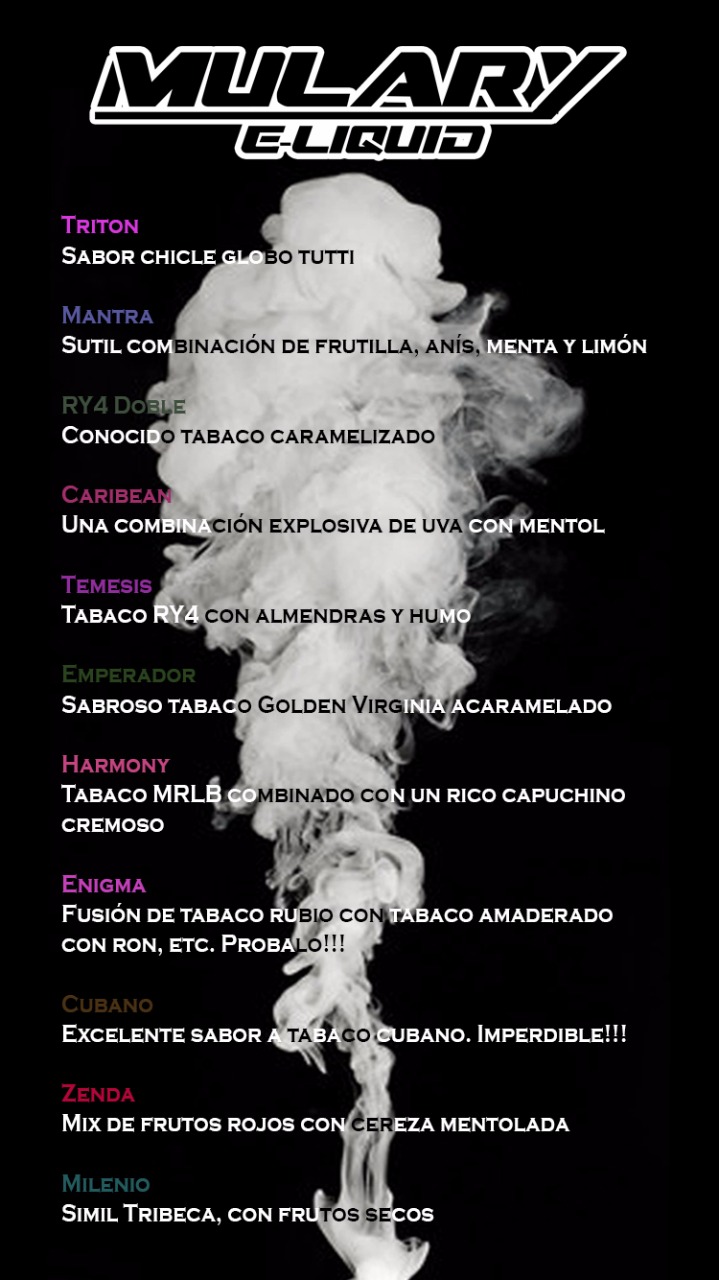 MULARY
E-LIQUID
Triton
Sabor chicle globo tutti
Mantra
Sutil combinación de frutilla, anís, menta y limón
RY4 Doble
Conocido tabaco caramelizado
Caribean
Una combinación explosiva de uva con mentol
Temesis
Tabaco RY4 con almendras y humo
Emperador
Sabroso tabaco Golden Virginia acaramelado
Harmony
Tabaco MRLB combinado con un rico capuchino
cremoso
Enigma
Fusión de tabaco rubio con tabaco amaderado
con ron, etc. Probalo!!!
Cubano
Excelente sabor a tabaco cubano. Imperdible!!!
Zenda
Mix de frutos rojos con cereza mentolada
Milenio
Simil Tribeca, con frutos secos